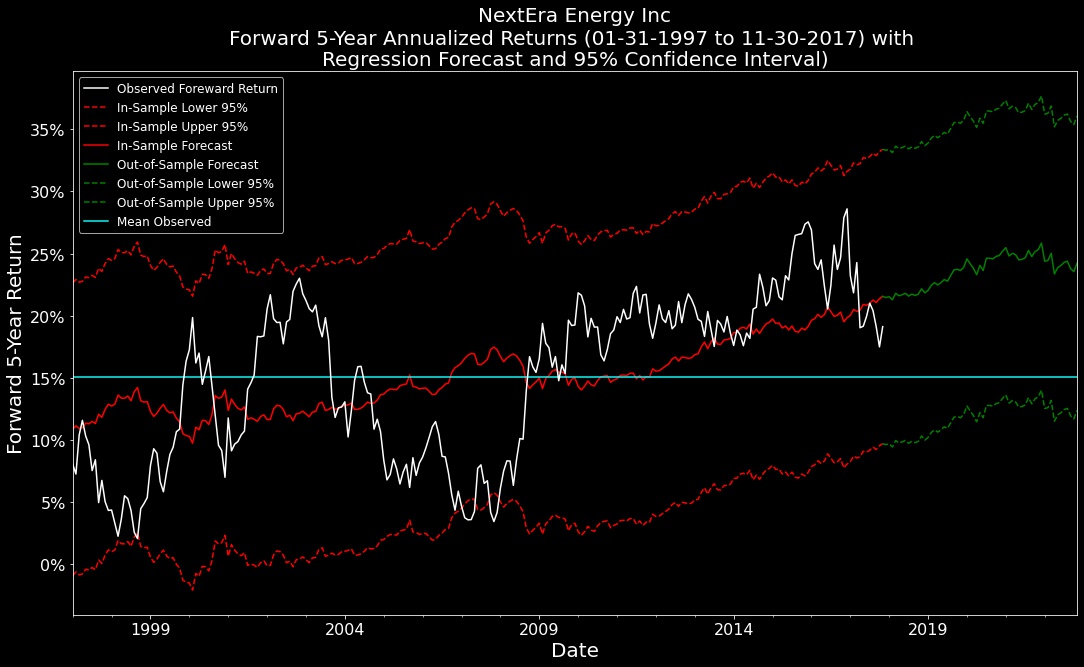 NextEra Energy Inc
Forward 5-Year Annualized Returns (01-31-1997 to 11-30-2017) with
Regression Forecast and 95% Confidence Interval)
Observed Foreward Return
In-Sample Lower 95%
In-Sample Upper 95%
In-Sample Forecast
Out-of-Sample Forecast
Out-of-Sample Lower 95%
Out-of-Sample Upper 95%
Mean Observed
Forward 5-Year Return
35%
30%
25%
20%
15%
10%
5%
0%
1999
2004
2009
2014
2019
Date